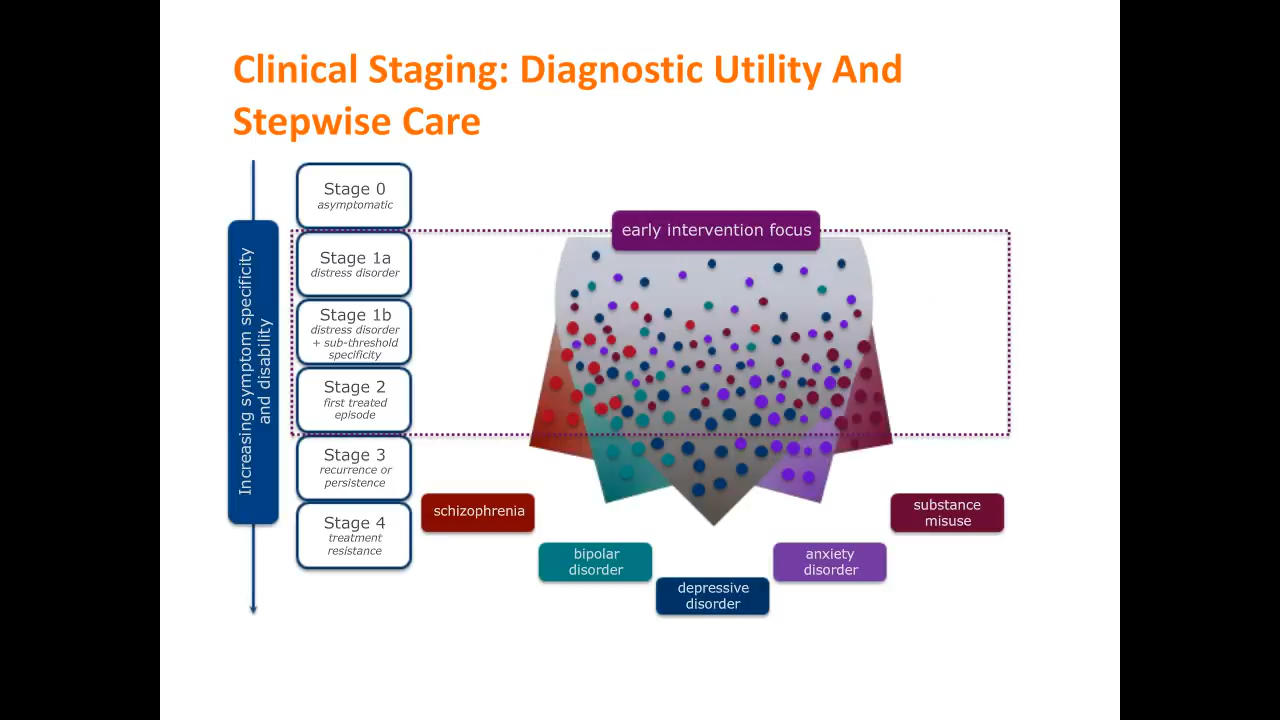 Clinical Staging: Diagnostic Utility And
Stepwise Care
Increasing symptom specificity
and disability
Stage 0
asymptomatic
Stage 1a
distress disorder
Stage 1b
distress disorder
+ sub-threshold
specificity
Stage 2
first treated
episode
Stage 3
recurrence or
persistence
Stage 4
treatment
resistance
early intervention focus
schizophrenia
bipolar
disorder
depressive
disorder
anxiety
disorder
substance
misuse